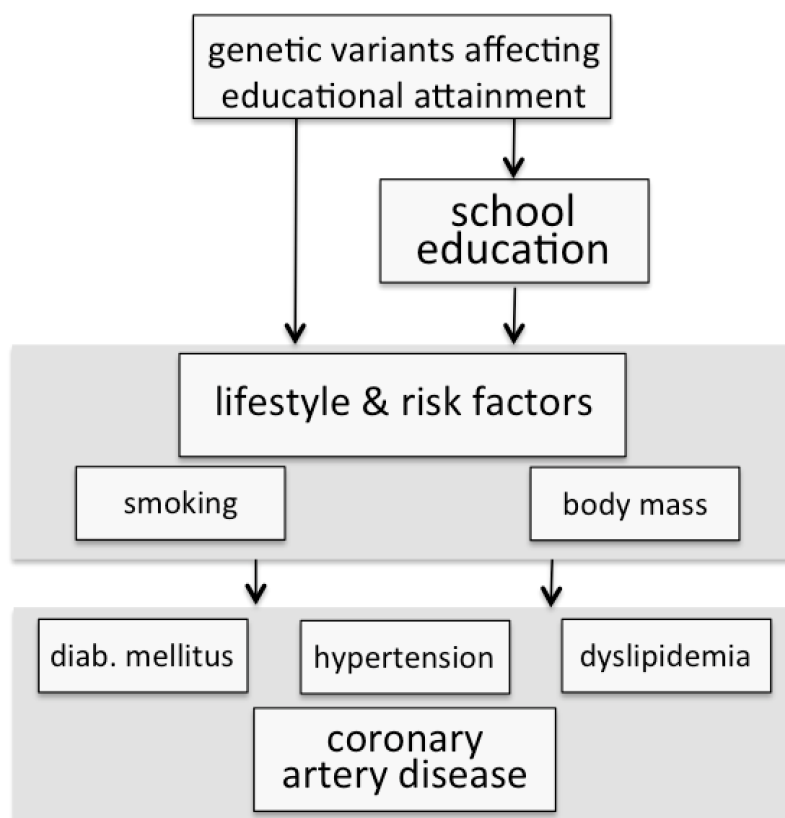 genetic variants affecting
educational attainment
school
education
lifestyle & risk factors
smoking
body mass
diab. mellitus
hypertension
dyslipidemia
coronary
artery disease